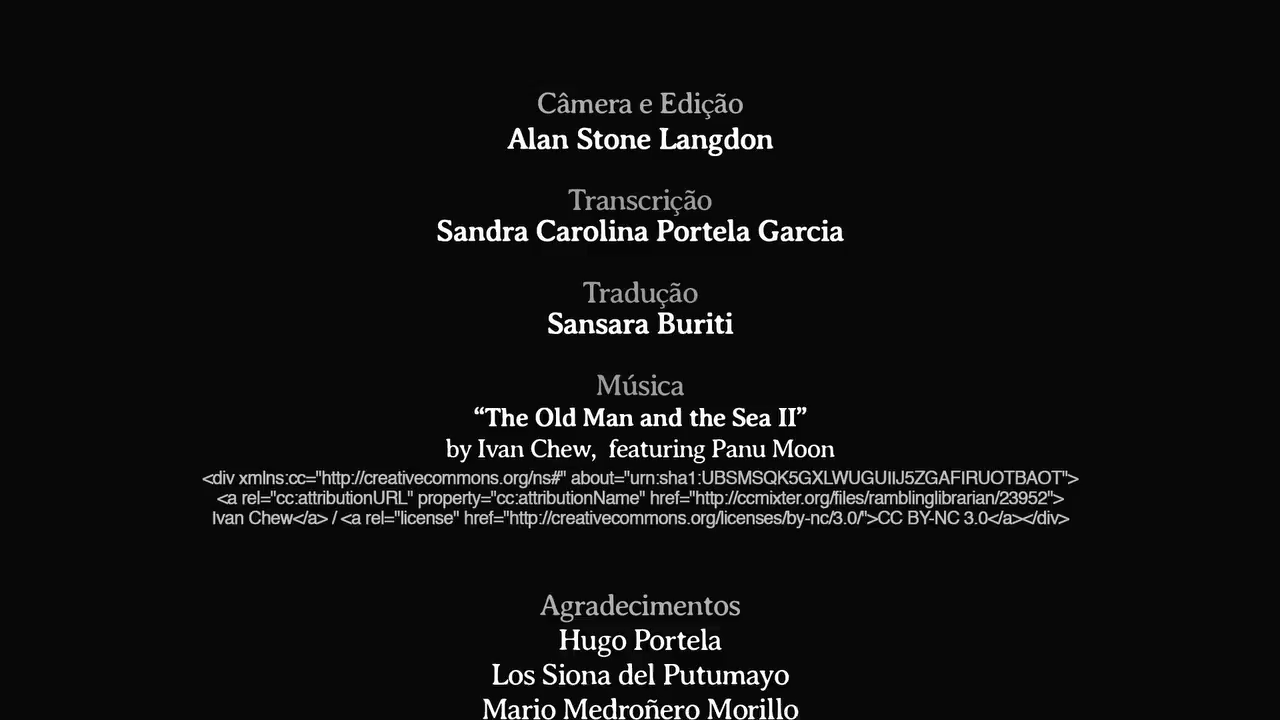 Câmera e Edição
Alan Stone Langdon
Transcrição
Sandra Carolina Portela Garcia
Tradução
Sansara Buriti
Música
“The Old Man and the Sea II”
by Ivan Chew,  featuring Panu Moon
<div xmlns:cc="http://creativecommons.org/ns#" about="urn:sha1:UBSMSQK5GXLWUGUIIJ5ZGAFIRUOTBAOT">
<a rel="cc:attributionURL" property="cc:attributionName" href="http://ccmixter.org/files/ramblinglibrarian/23952">
Ivan Chew</a> / <a rel="license" href="http://creativecommons.org/licenses/by-nc/3.0/">CC BY-NC 3.0</a></div>
Agradecimentos
Hugo Portela
Los Siona del Putumayo
Mario Medroñero Morillo